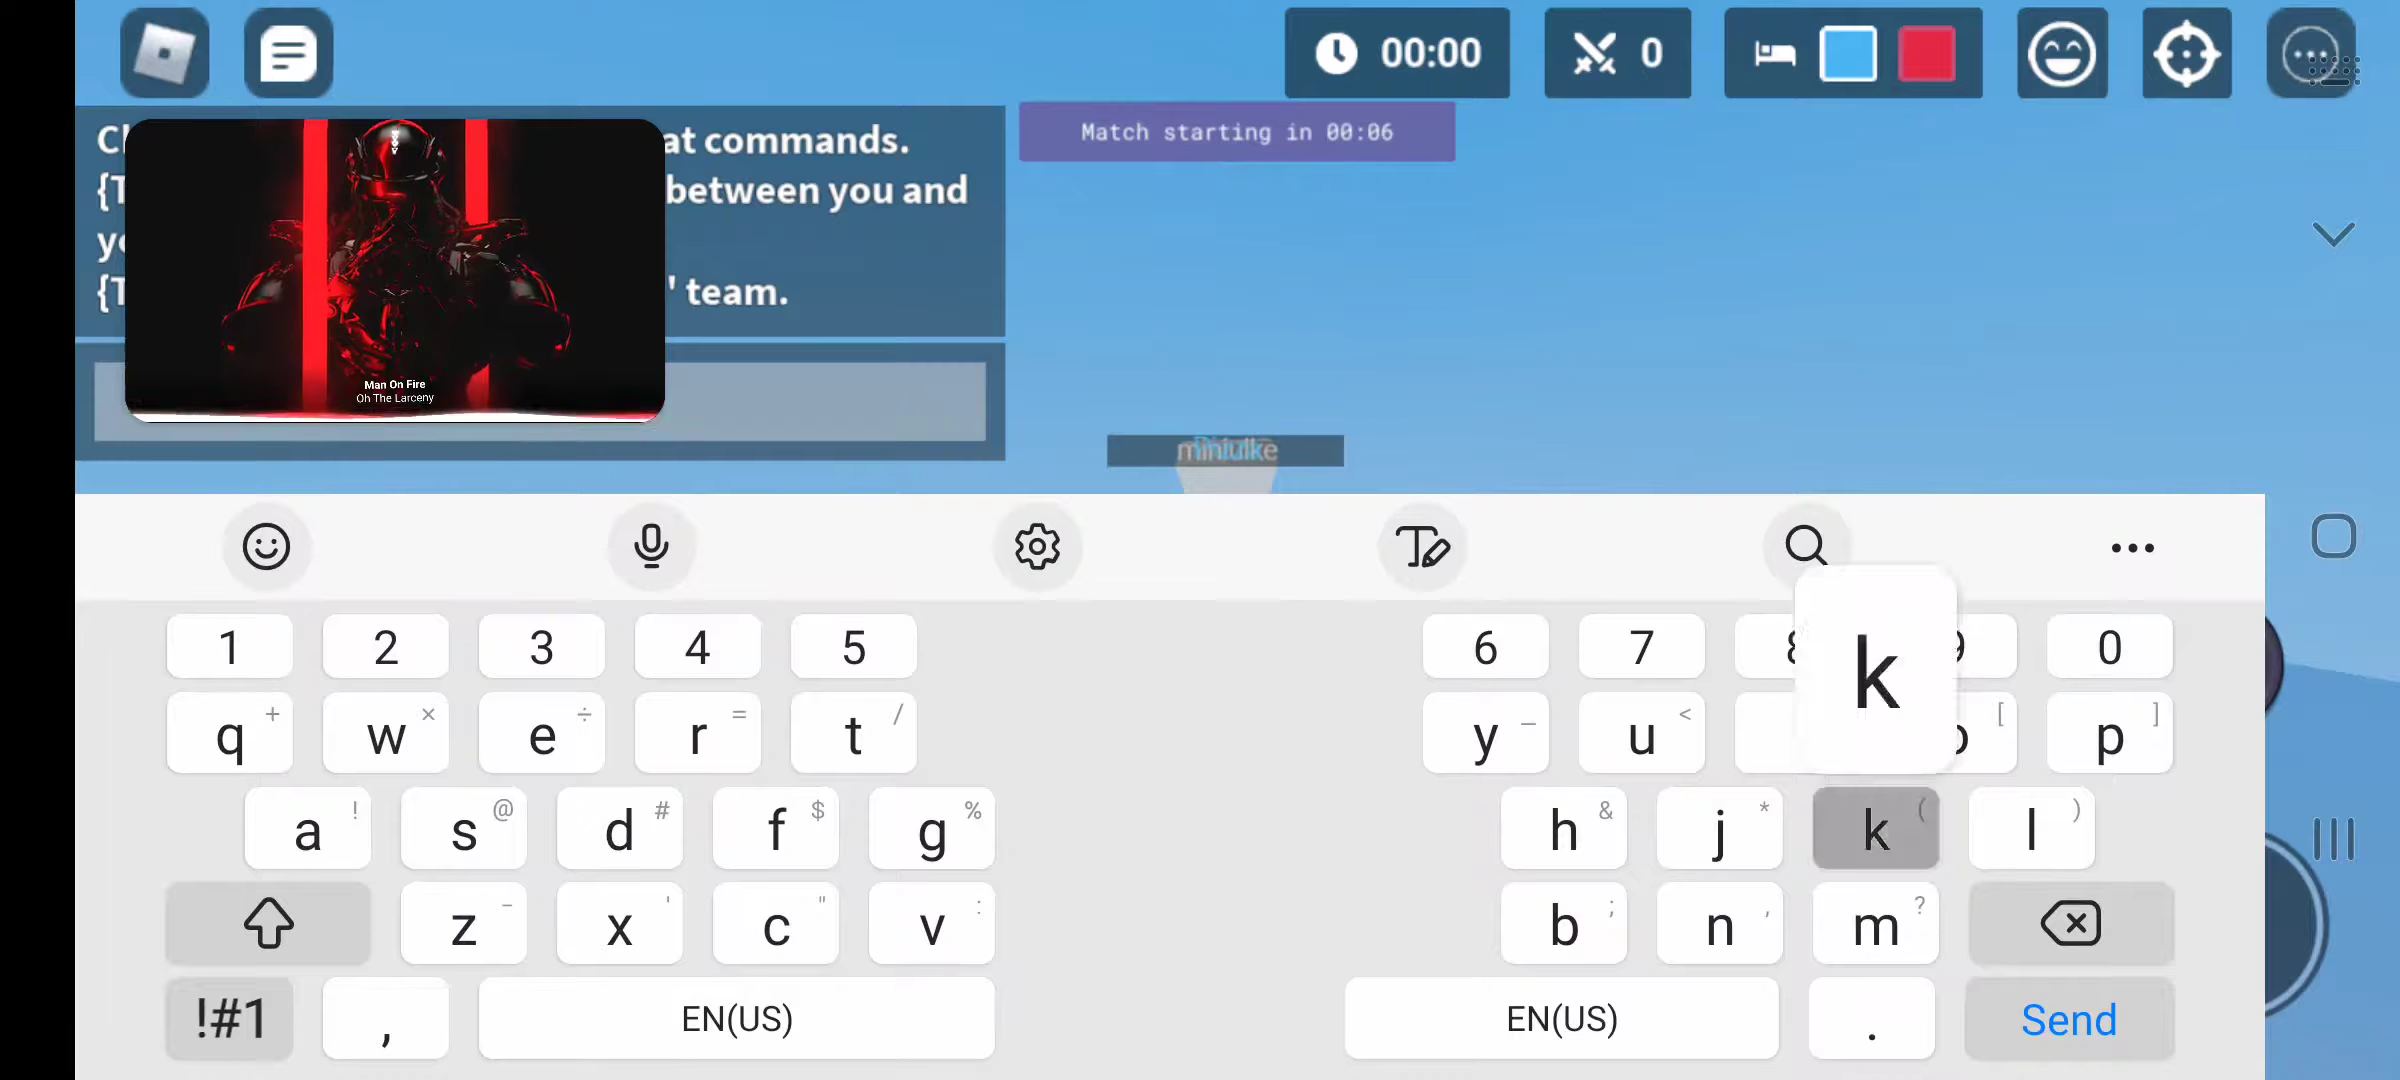 00:00
0
at commands.
between you and
' team.
Match starting in 00:06
Man On Fire
Oh The Larceny
1 2 3 4 5 6 7 0
q + w × e ÷ r = t / y _ u < [ p ]
a ! s @ d # f $ g % h & j * k ( l )
k
z - x ' c " v : b ; n , m ?
!#1 , EN(US) EN(US) . Send